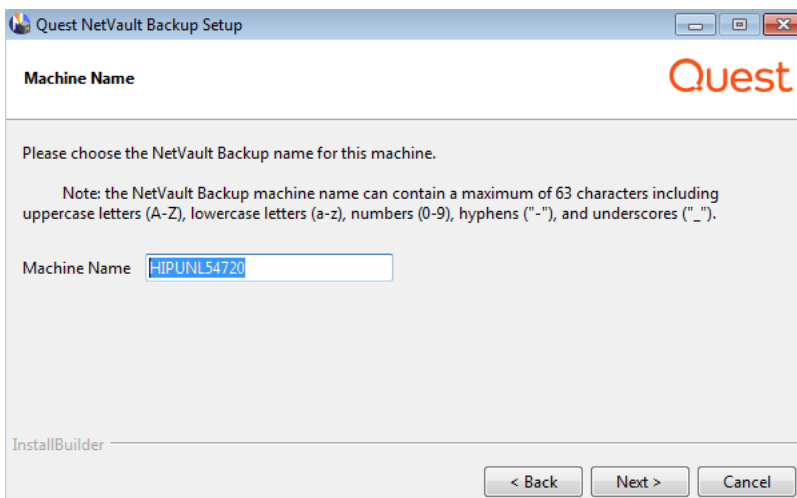 Quest NetVault Backup Setup
Machine Name
Quest
Please choose the NetVault Backup name for this machine.
Note: the NetVault Backup machine name can contain a maximum of 63 characters including
uppercase letters (A-Z), lowercase letters (a-z), numbers (0-9), hyphens ("-"), and underscores ("_").
Machine Name HIPUNL54720
InstallBuilder
< Back Next > Cancel